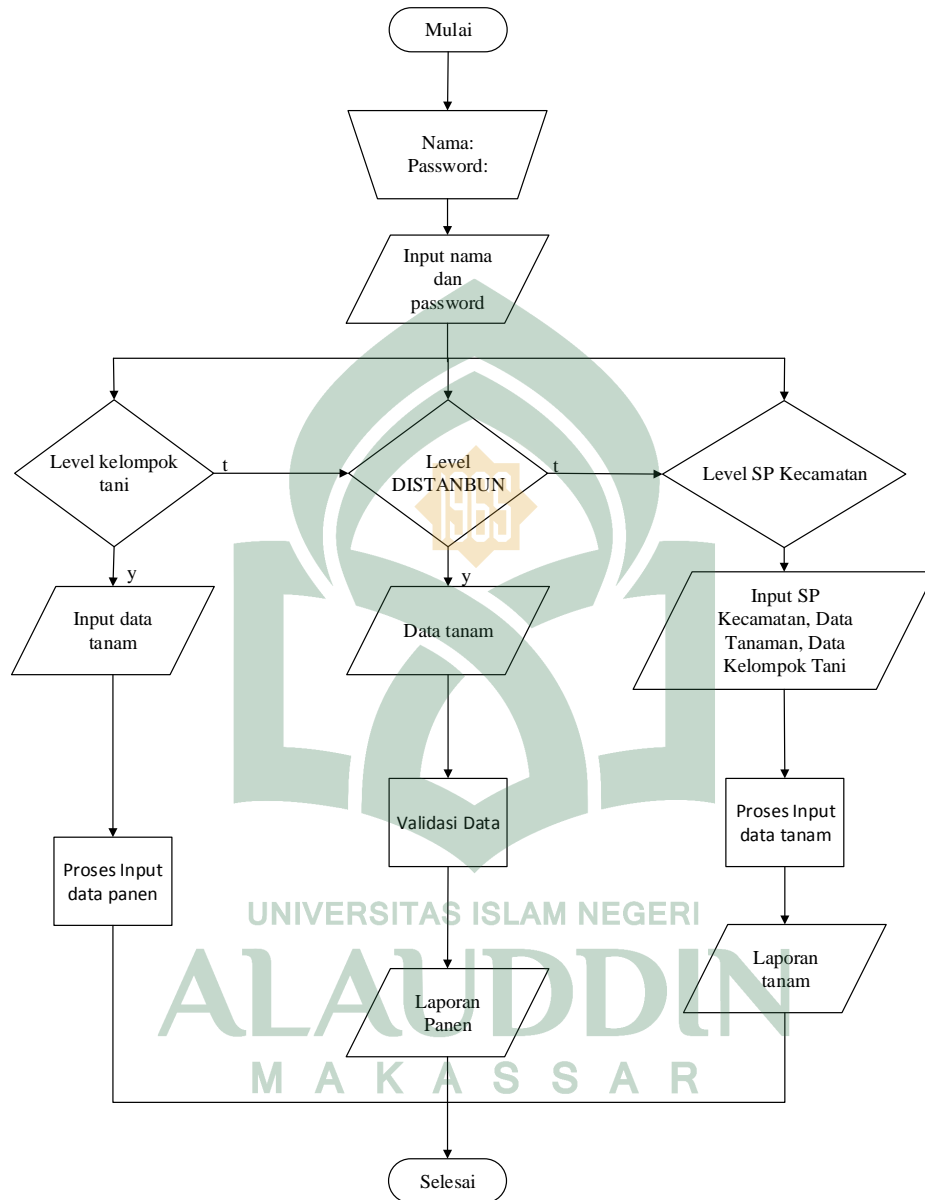 Mulai
Nama:
Password:
Input nama
dan
password
Level kelompok
tani
t
Level
DISTANBUN
t
Level SP Kecamatan
1965
y
y
Input data
tanam
Data tanam
Input SP
Kecamatan, Data
Tanaman, Data
Kelompok Tani
Proses Input
data panen
Validasi Data
Proses Input
data tanam
UNIVERSITAS ISLAM NEGERI
ALAUDDIN
MAKASSAR
Laporan
Panen
Laporan
tanam
Selesai